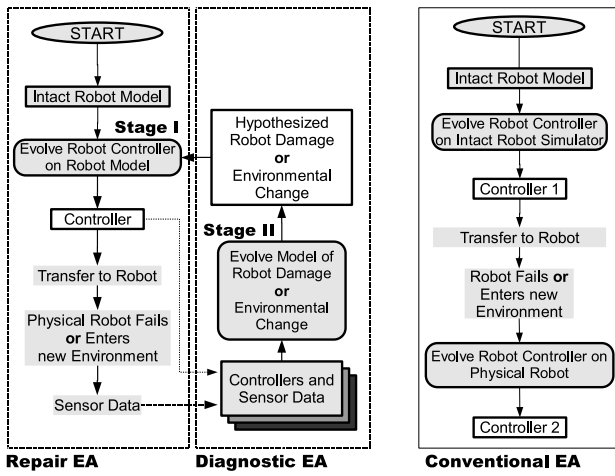 START
Intact Robot Model
Stage I
Evolve Robot Controller
on Robot Model
Controller
Transfer to Robot
Physical Robot Fails
or Enters
new Environment
Sensor Data
Repair EA
Hypothesized
Robot Damage
or
Environmental
Change
Stage II
Evolve Model of
Robot Damage
or
Environmental
Change
Controllers and
Sensor Data
Diagnostic EA
START
Intact Robot Model
Evolve Robot Controller
on Intact Robot Simulator
Controller 1
Transfer to Robot
Robot Fails or
Enters new
Environment
Evolve Robot Controller on
Physical Robot
Controller 2
Conventional EA